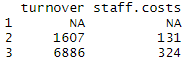 turnover staff.costs
1 NA NA
2 1607 131
3 6886 324